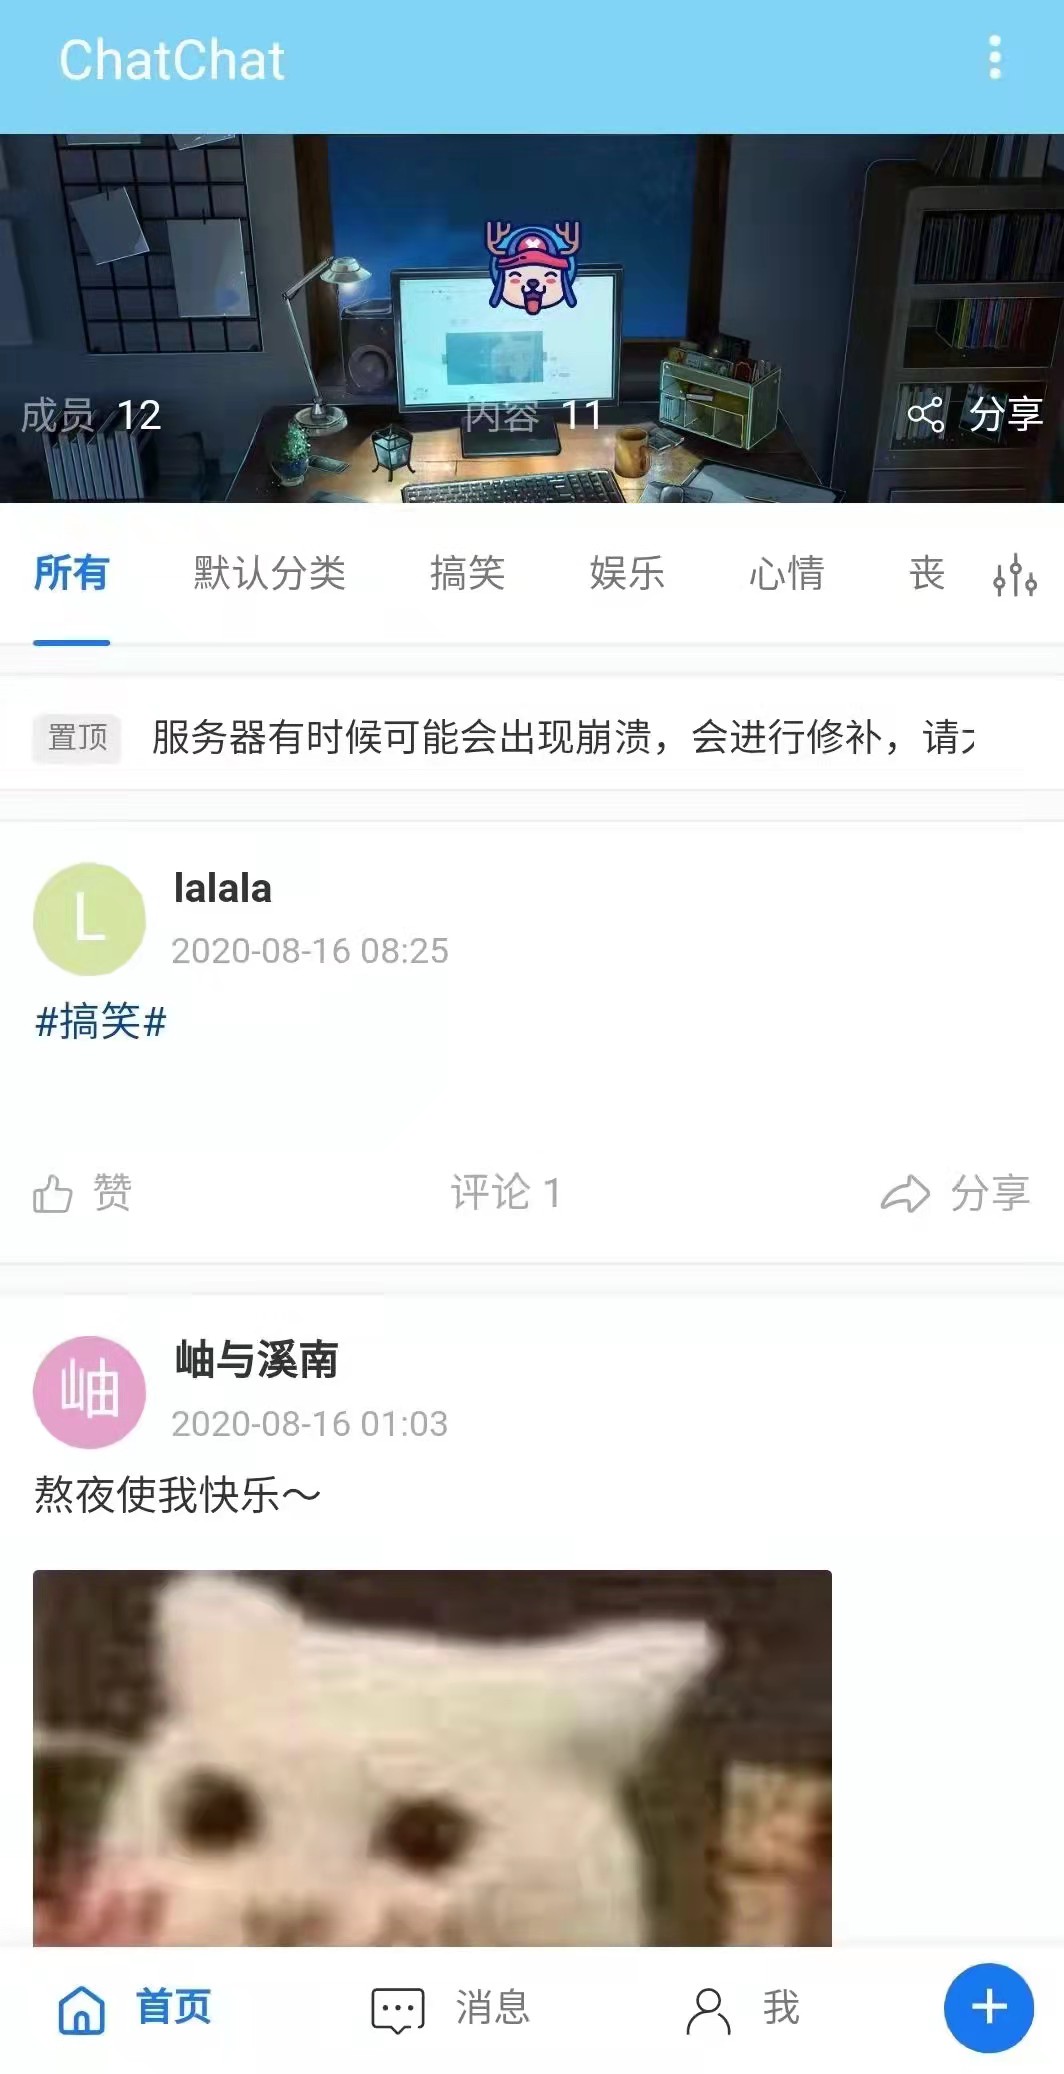 ChatChat
成员 12 内容 11 分享
所有 默认分类 搞笑 娱乐 心情 丧
置顶 服务器有时候可能会出现崩溃，会进行修补，请
L lalala
2020-08-16 08:25
#搞笑#
赞 评论 1 分享
岫 岫与溪南
2020-08-16 01:03
熬夜使我快乐～
首页 消息 我